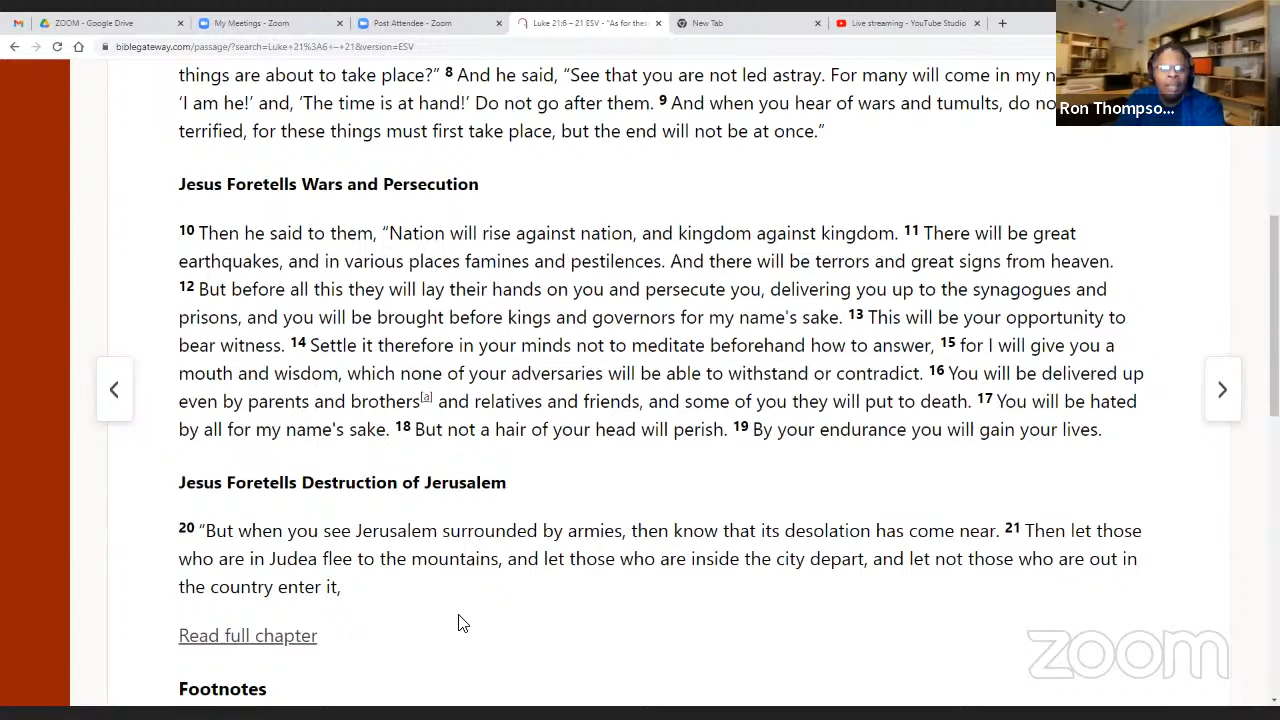 ZOOM - Google Drive
My Meetings - Zoom
Post Attendee - Zoom
Luke 21:6 – 21 ESV - "As for these
New Tab
Live streaming - YouTube Studio
biblegateway.com/passage/?search=Luke+21%3A6+–+21&version=ESV
things are about to take place?” 8 And he said, “See that you are not led astray. For many will come in my n
‘I am he!’ and, ‘The time is at hand!’ Do not go after them. 9 And when you hear of wars and tumults, do no
terrified, for these things must first take place, but the end will not be at once.”
Ron Thompso...
Jesus Foretells Wars and Persecution
10 Then he said to them, “Nation will rise against nation, and kingdom against kingdom. 11 There will be great
earthquakes, and in various places famines and pestilences. And there will be terrors and great signs from heaven.
12 But before all this they will lay their hands on you and persecute you, delivering you up to the synagogues and
prisons, and you will be brought before kings and governors for my name's sake. 13 This will be your opportunity to
bear witness. 14 Settle it therefore in your minds not to meditate beforehand how to answer, 15 for I will give you a
mouth and wisdom, which none of your adversaries will be able to withstand or contradict. 16 You will be delivered up
even by parents and brothers[a] and relatives and friends, and some of you they will put to death. 17 You will be hated
by all for my name's sake. 18 But not a hair of your head will perish. 19 By your endurance you will gain your lives.
Jesus Foretells Destruction of Jerusalem
20 “But when you see Jerusalem surrounded by armies, then know that its desolation has come near. 21 Then let those
who are in Judea flee to the mountains, and let those who are inside the city depart, and let not those who are out in
the country enter it,
Read full chapter
zoom
Footnotes